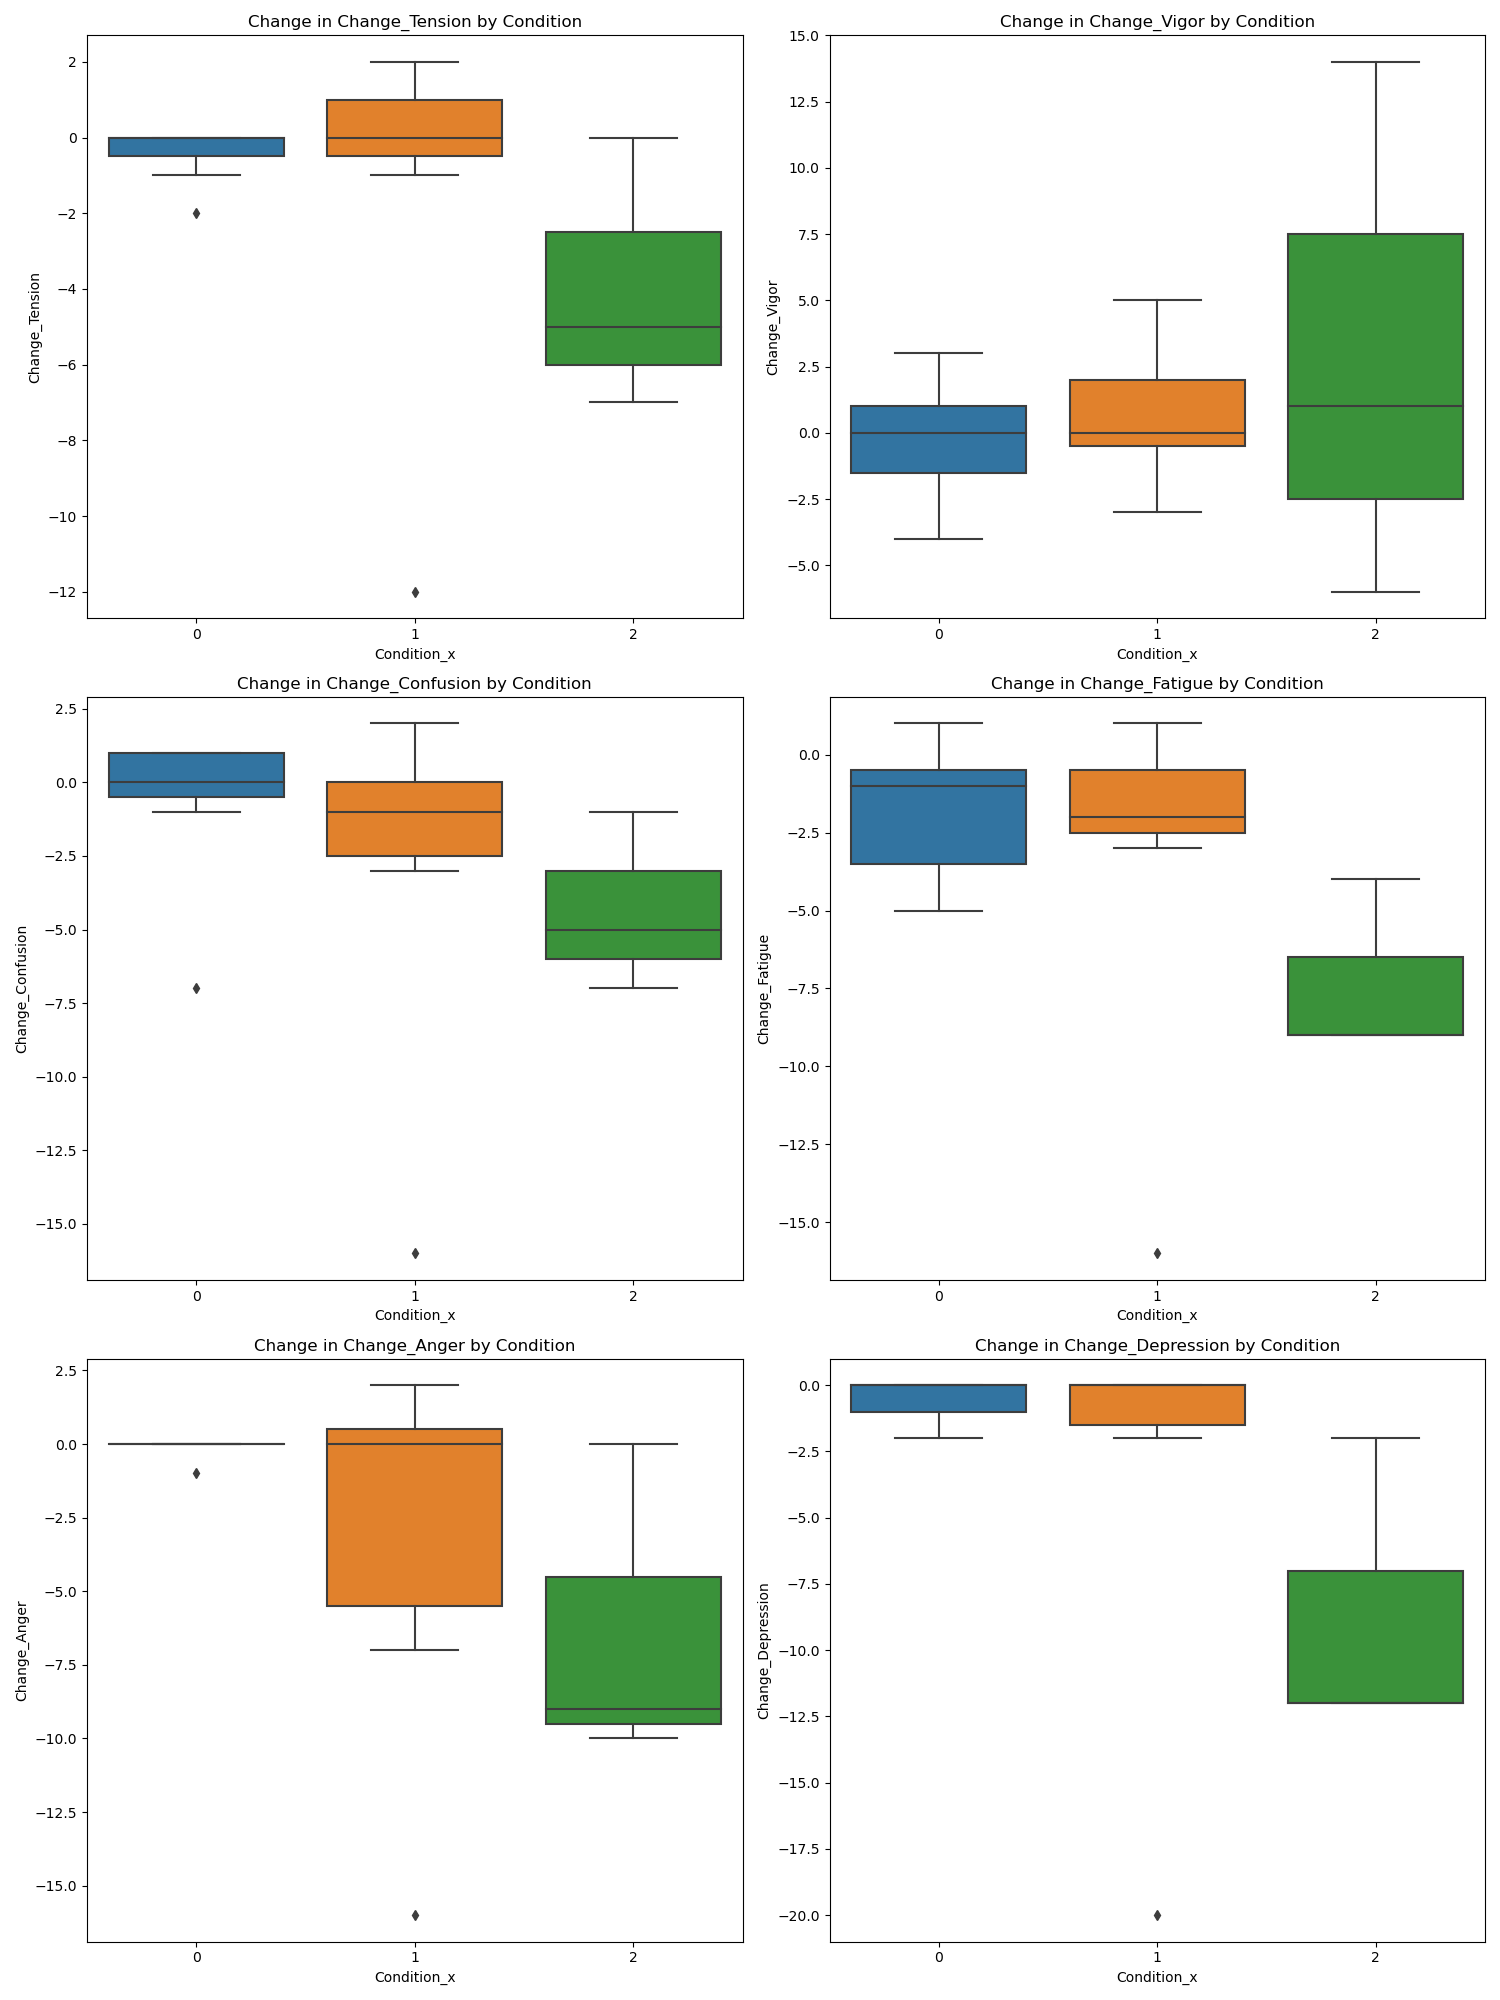 Change in Change_Tension by Condition
2
0
−2
−4
−6
−8
−10
−12
Change_Tension
0 1 2
Condition_x
Change in Change_Vigor by Condition
15.0
12.5
10.0
7.5
5.0
2.5
0.0
−2.5
−5.0
Change_Vigor
0 1 2
Condition_x
Change in Change_Confusion by Condition
2.5
0.0
−2.5
−5.0
−7.5
−10.0
−12.5
−15.0
Change_Confusion
0 1 2
Condition_x
Change in Change_Fatigue by Condition
0.0
−2.5
−5.0
−7.5
−10.0
−12.5
−15.0
Change_Fatigue
0 1 2
Condition_x
Change in Change_Anger by Condition
2.5
0.0
−2.5
−5.0
−7.5
−10.0
−12.5
−15.0
Change_Anger
0 1 2
Condition_x
Change in Change_Depression by Condition
0.0
−2.5
−5.0
−7.5
−10.0
−12.5
−15.0
−17.5
−20.0
Change_Depression
0 1 2
Condition_x